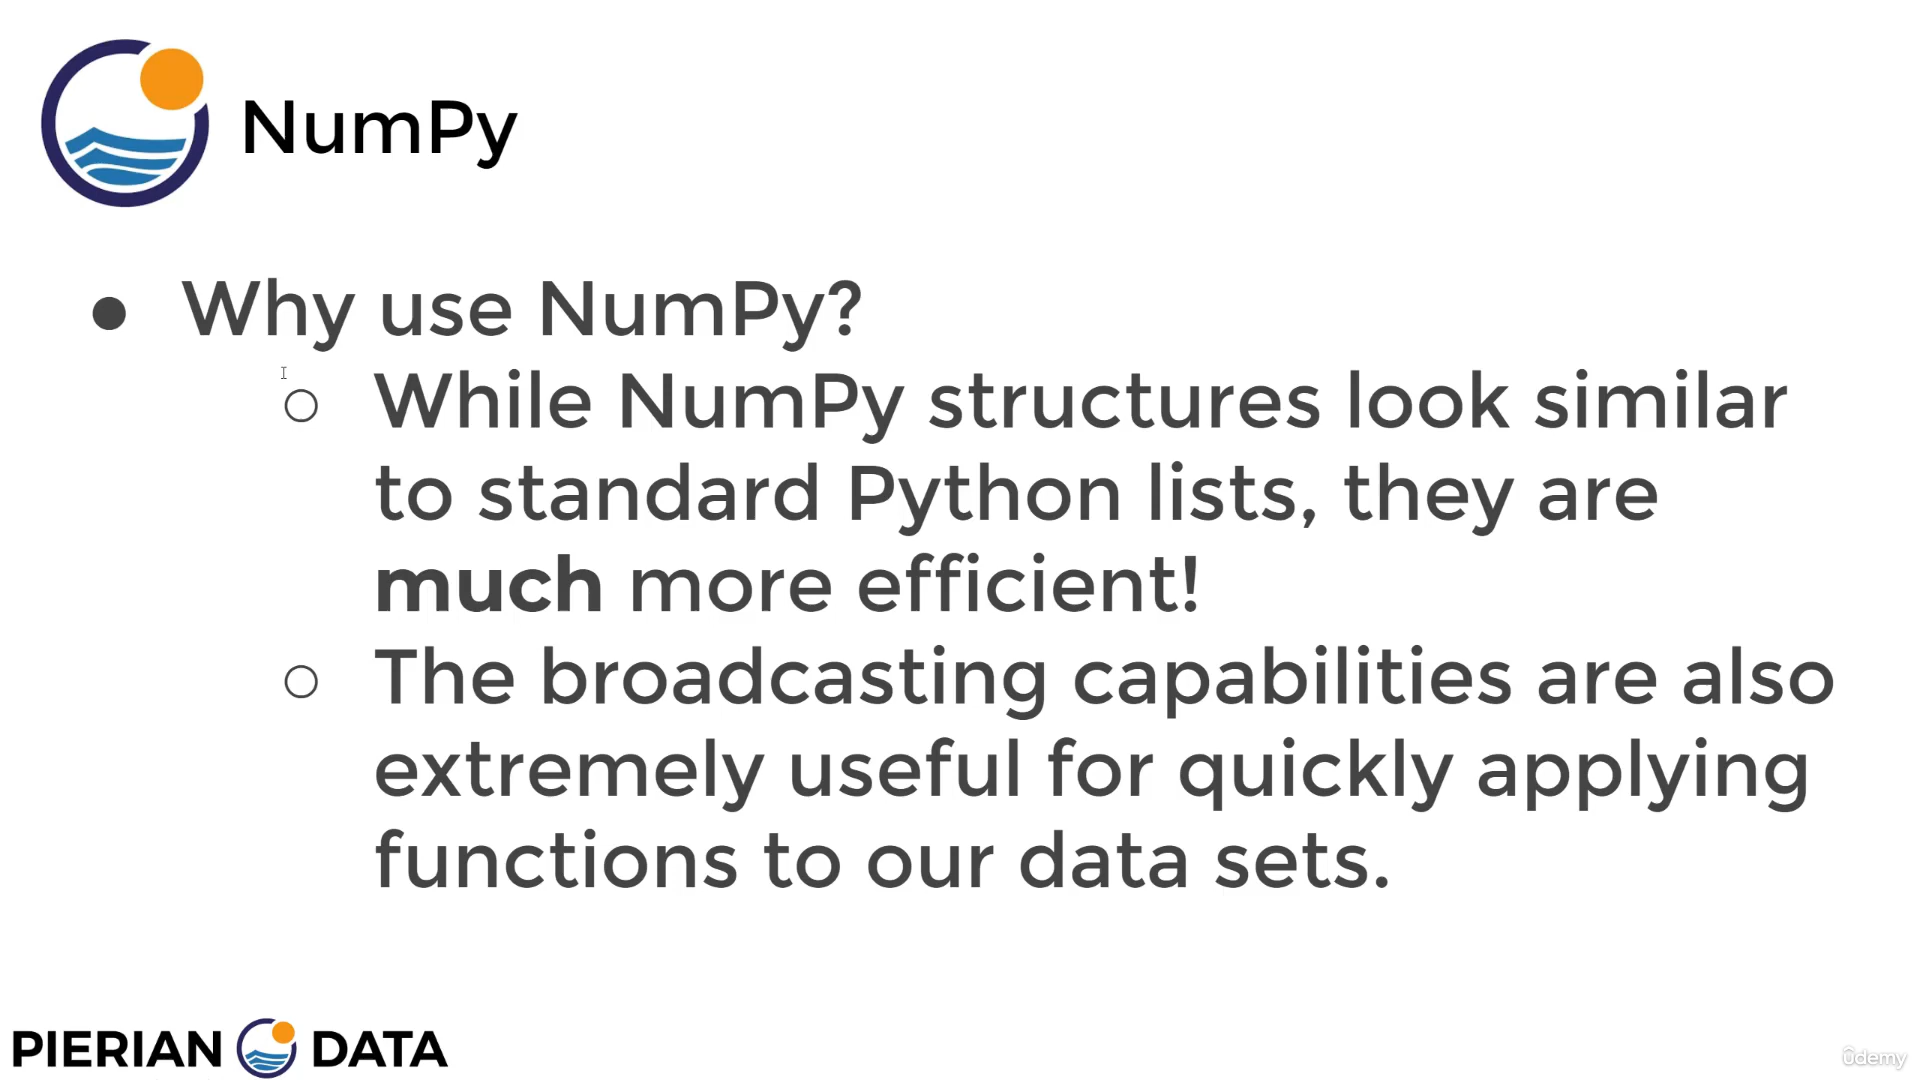 NumPy
● Why use NumPy?
○ While NumPy structures look similar
to standard Python lists, they are
much more efficient!
○ The broadcasting capabilities are also
extremely useful for quickly applying
functions to our data sets.
PIERIAN DATA
ûdemy